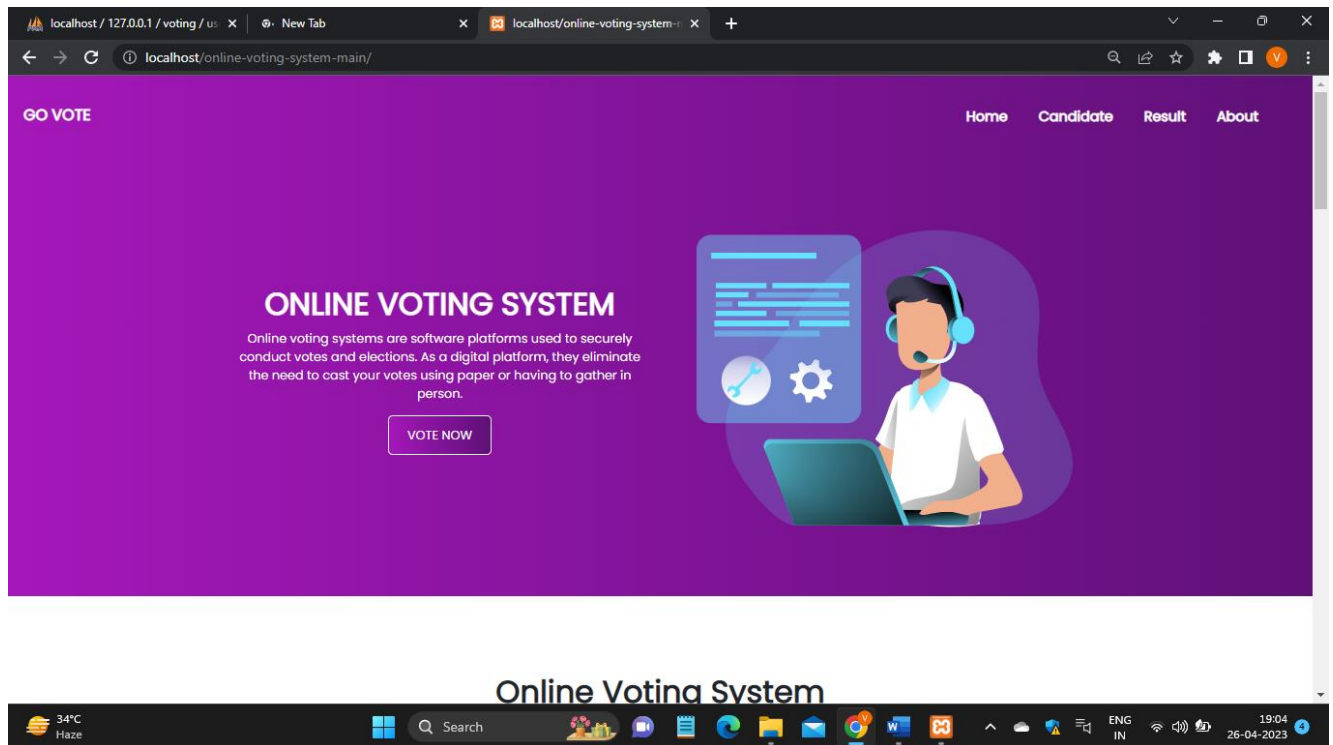 localhost / 127.0.0.1 / voting / us
New Tab
localhost/online-voting-system-
localhost/online-voting-system-main/
V
GO VOTE
Home Candidate Result About
ONLINE VOTING SYSTEM
Online voting systems are software platforms used to securely
conduct votes and elections. As a digital platform, they eliminate
the need to cast your votes using paper or having to gather in
person.
VOTE NOW
Online Voting System
34°C
Haze
Search
ENG
IN
19:04
26-04-2023
4